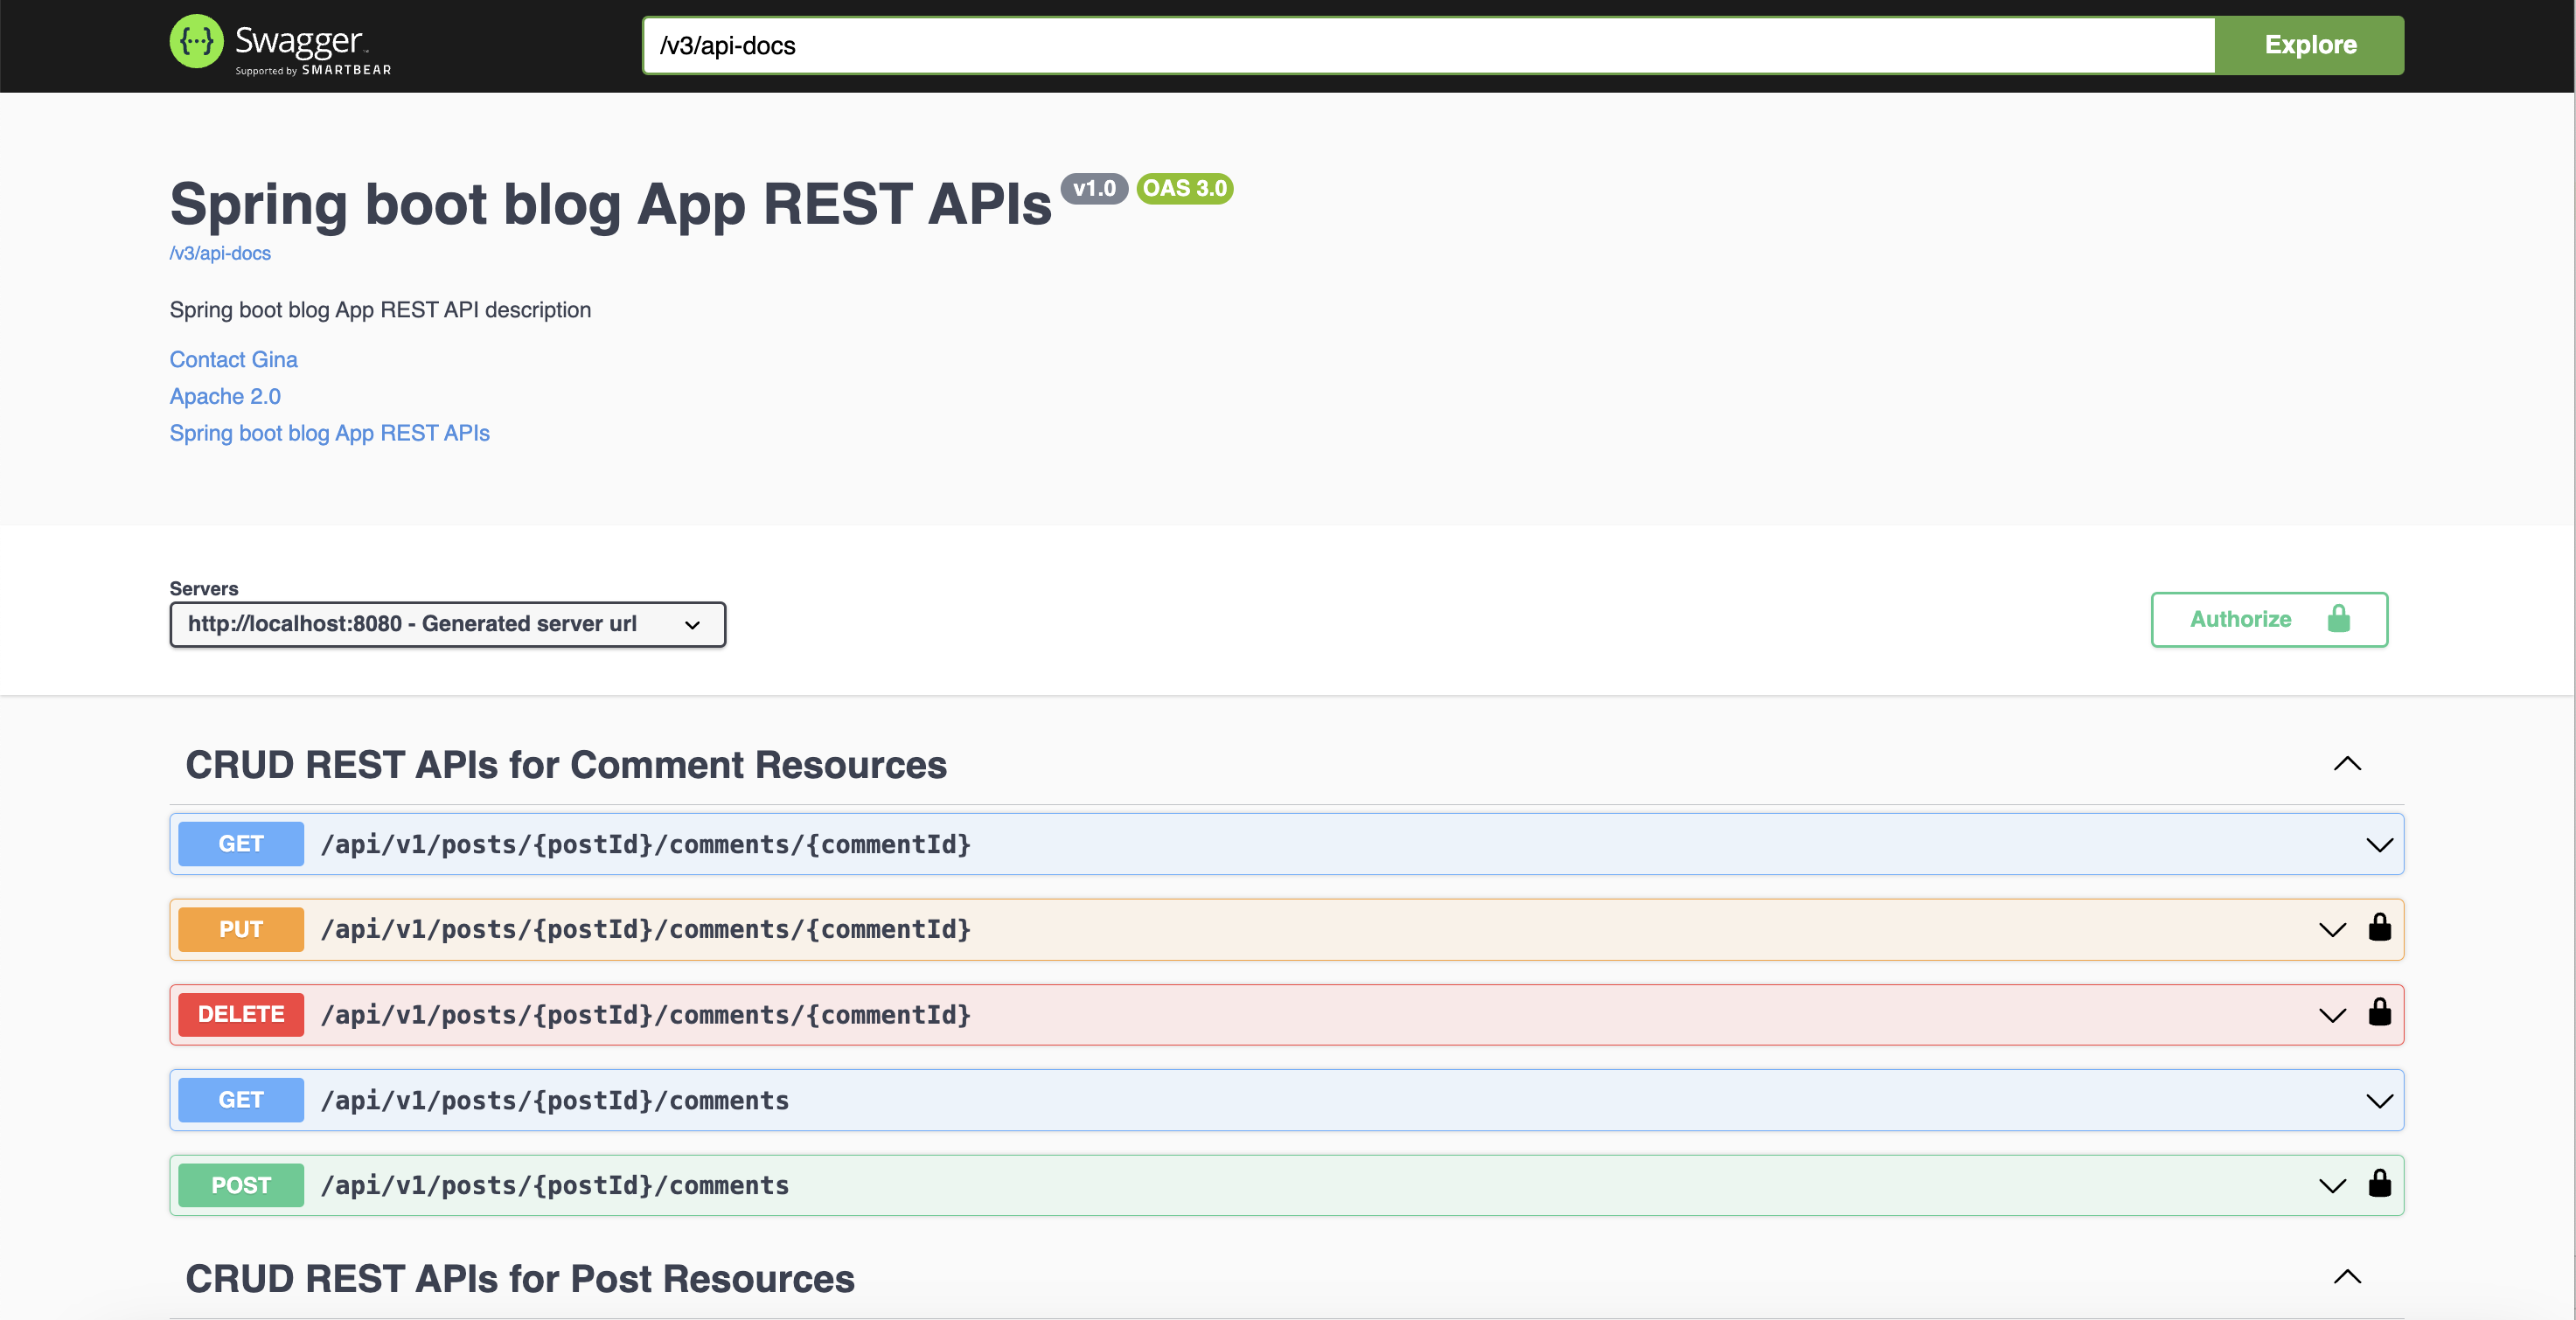 Swagger
Supported by SMARTBEAR
/v3/api-docs
Explore
Spring boot blog App REST APIs v1.0 OAS 3.0
/v3/api-docs
Spring boot blog App REST API description
Contact Gina
Apache 2.0
Spring boot blog App REST APIs
Servers
http://localhost:8080 - Generated server url
Authorize
CRUD REST APIs for Comment Resources
GET /api/v1/posts/{postId}/comments/{commentId}
PUT /api/v1/posts/{postId}/comments/{commentId}
DELETE /api/v1/posts/{postId}/comments/{commentId}
GET /api/v1/posts/{postId}/comments
POST /api/v1/posts/{postId}/comments
CRUD REST APIs for Post Resources